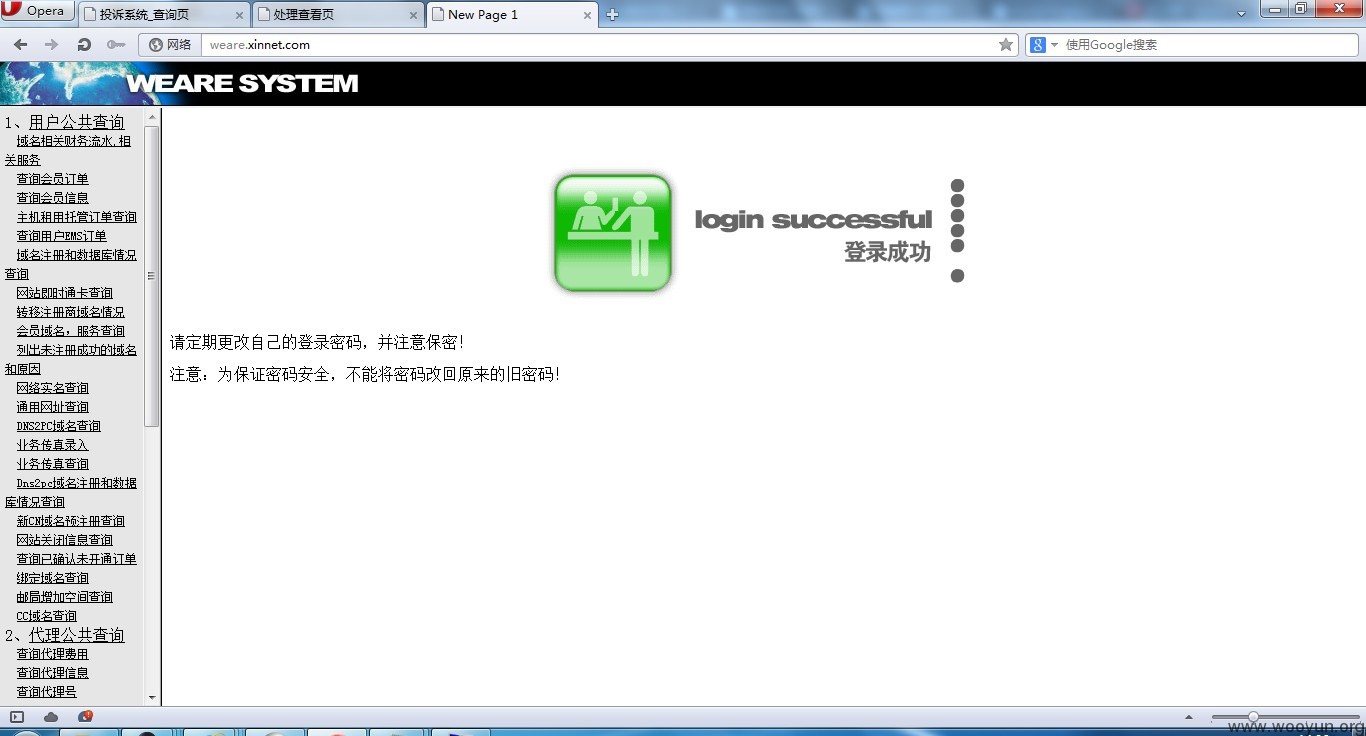 Opera
投诉系统_查询页
处理查看页
New Page 1
网络
weare.xinnet.com
使用Google搜索
WEARE SYSTEM
1、用户公共查询
域名相关财务流水,相
关服务
查询会员订单
查询会员信息
主机租用托管订单查询
查询用户EMS订单
域名注册和数据库情况
查询
网站即时通卡查询
转移注册商域名情况
会员域名，服务查询
列出未注册成功的域名
和原因
网络实名查询
通用网址查询
DNS2PC域名查询
业务传真录入
业务传真查询
Dns2pc域名注册和数据
库情况查询
新CN域名预注册查询
网站关闭信息查询
查询已确认未开通订单
绑定域名查询
邮局增加空间查询
CC域名查询
2、代理公共查询
查询代理费用
查询代理信息
查询代理号
login successful
登录成功
请定期更改自己的登录密码，并注意保密！
注意：为保证密码安全，不能将密码改回原来的旧密码！
www.wooyun.org